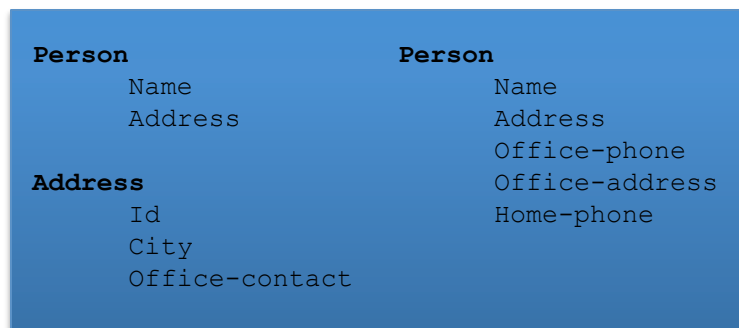 Person
Name
Address
Address
Id
City
Office-contact
Person
Name
Address
Office-phone
Office-address
Home-phone